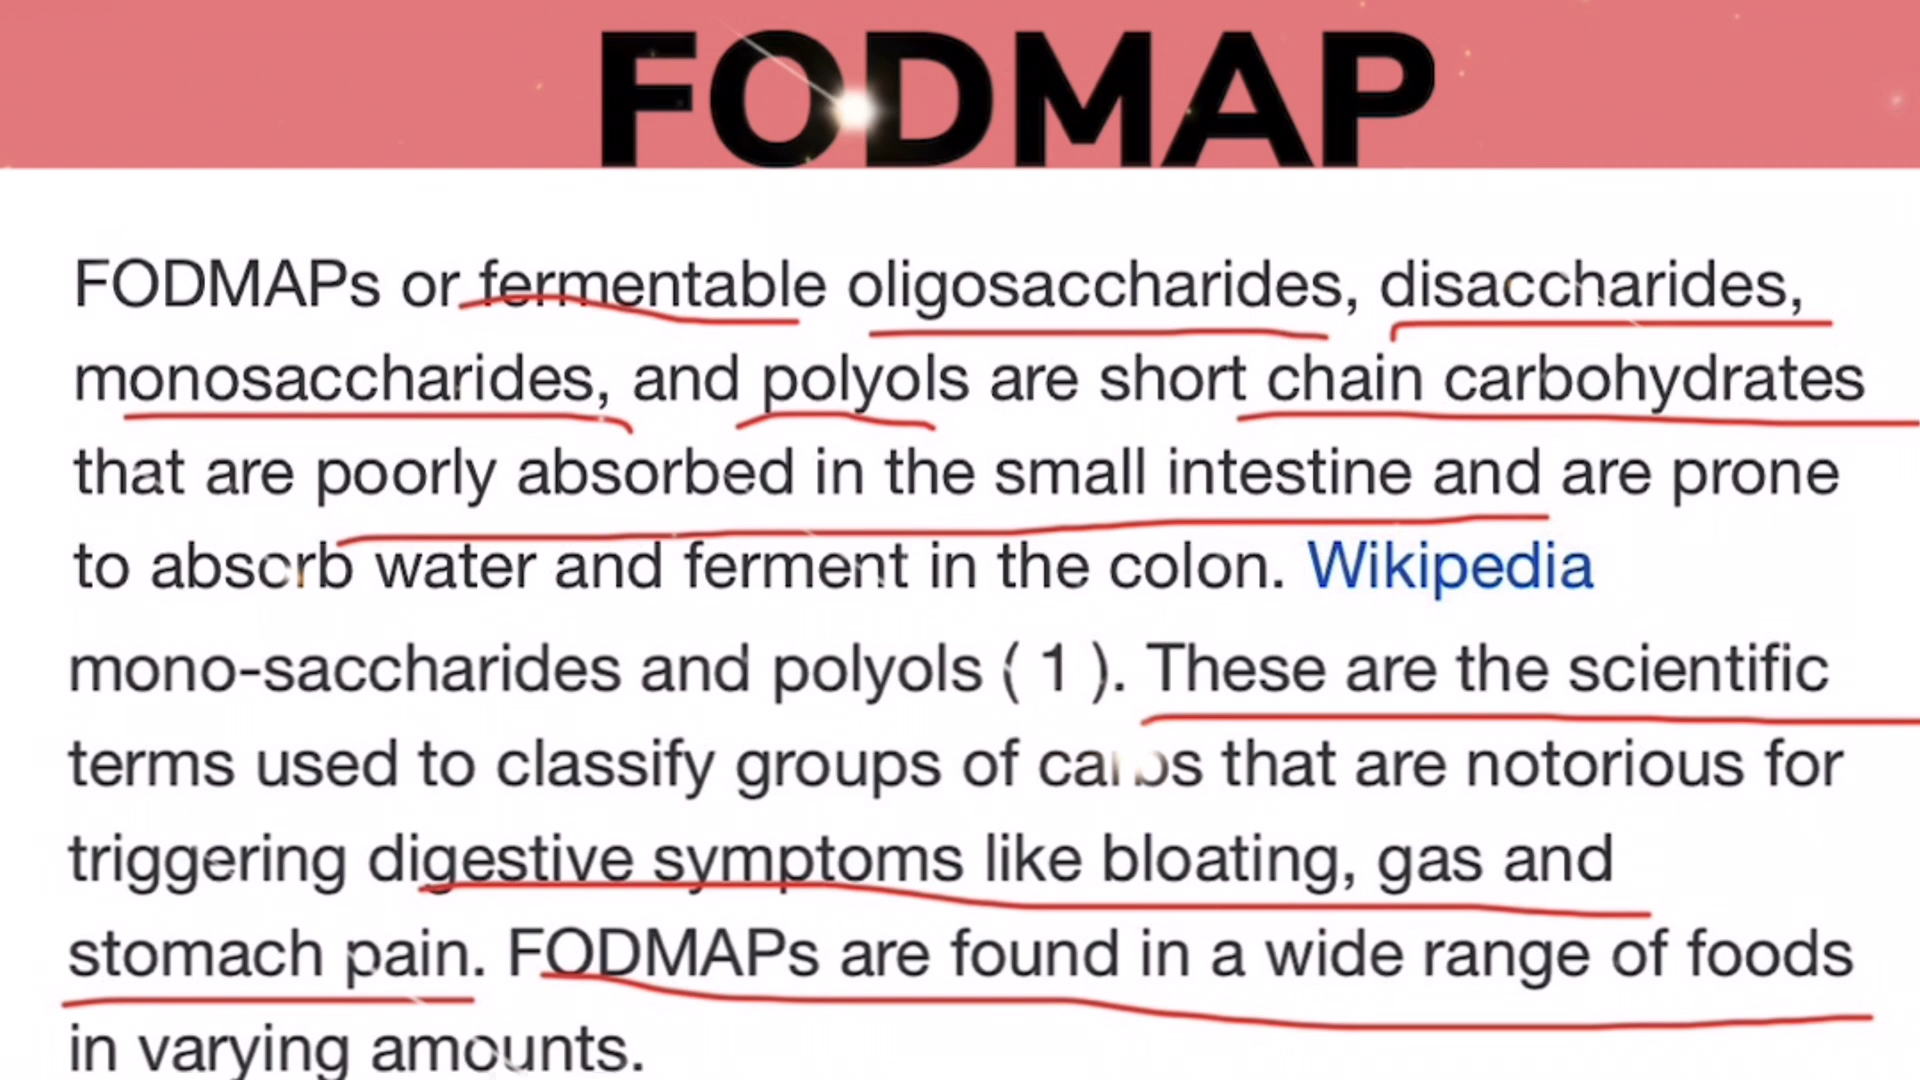 FODMAP
FODMAPs or fermentable oligosaccharides, disaccharides,
monosaccharides, and polyols are short chain carbohydrates
that are poorly absorbed in the small intestine and are prone
to absorb water and ferment in the colon. Wikipedia
mono-saccharides and polyols ( 1 ). These are the scientific
terms used to classify groups of carbs that are notorious for
triggering digestive symptoms like bloating, gas and
stomach pain. FODMAPs are found in a wide range of foods
in varying amounts.